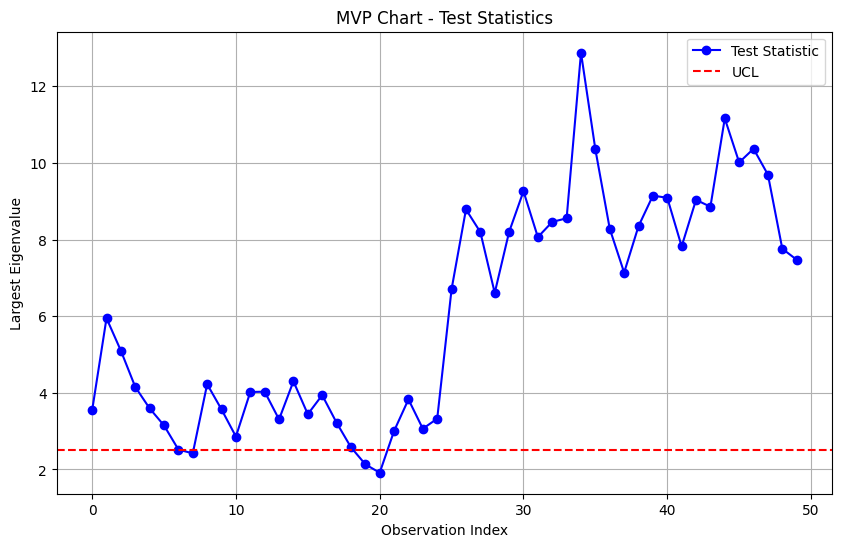 MVP Chart - Test Statistics
Test Statistic
UCL
Largest Eigenvalue
12
10
8
6
4
2
0
10
20
30
40
50
Observation Index